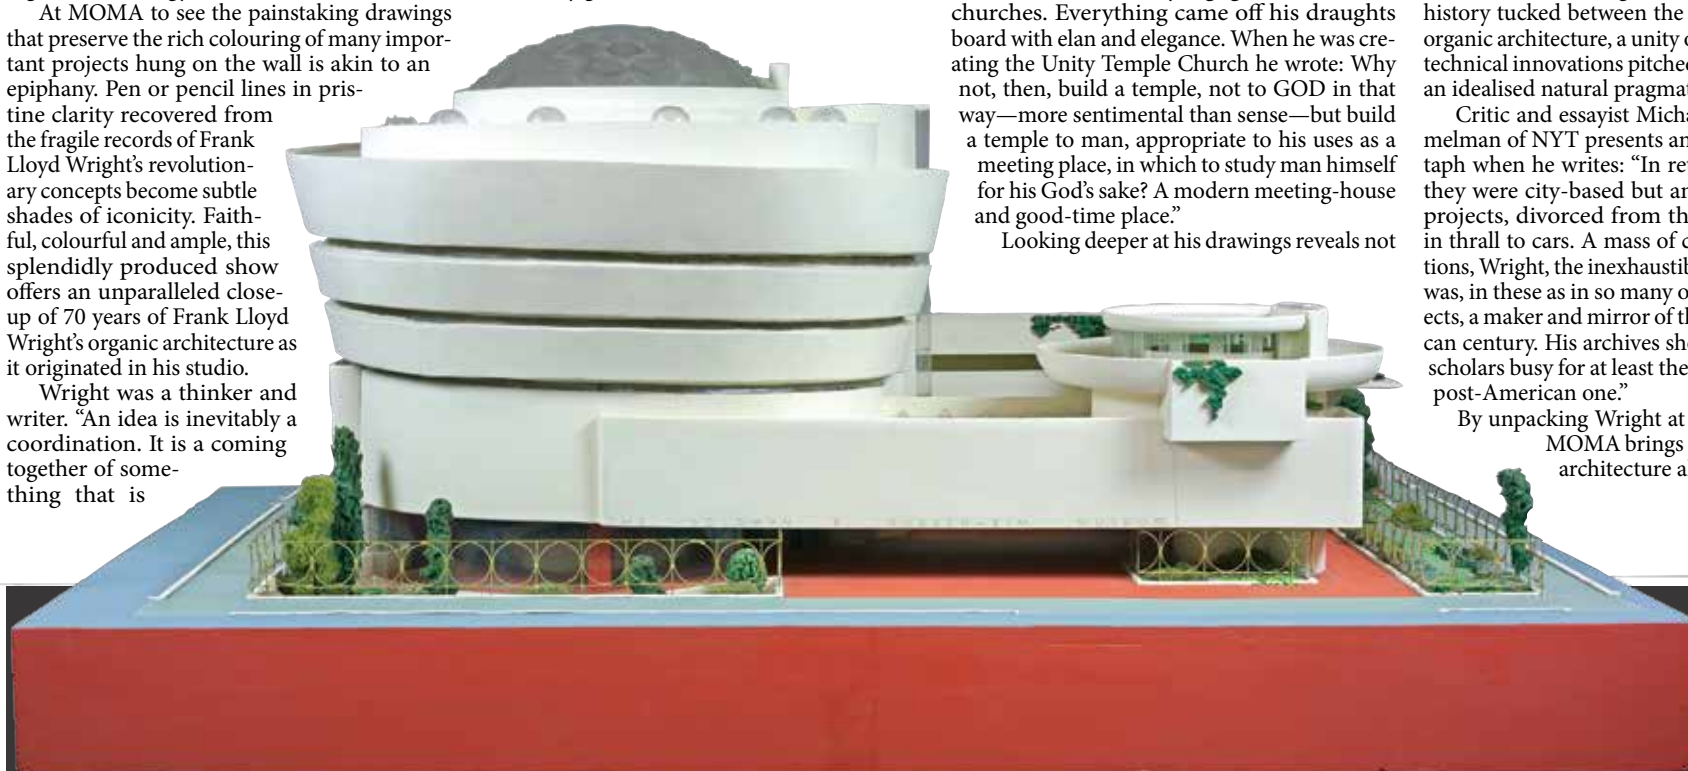 At MOMA to see the painstaking drawings
that preserve the rich colouring of many impor-
tant projects hung on the wall is akin to an
epiphany. Pen or pencil lines in pris-
tine clarity recovered from
the fragile records of Frank
Lloyd Wright's revolution-
ary concepts become subtle
shades of iconicity. Faith-
ful, colourful and ample, this
splendidly produced show
offers an unparalleled close-
up of 70 years of Frank Lloyd
Wright's organic architecture as
it originated in his studio.
Wright was a thinker and
writer. “An idea is inevitably a
coordination. It is a coming
together of some-
thing that is
churches. Everything came off his draughts
board with elan and elegance. When he was cre-
ating the Unity Temple Church he wrote: Why
not, then, build a temple, not to GOD in that
way—more sentimental than sense—but build
a temple to man, appropriate to his uses as a
meeting place, in which to study man himself
for his God's sake? A modern meeting-house
and good-time place.”
Looking deeper at his drawings reveals not
history tucked between the
organic architecture, a unity
technical innovations pitched
an idealised natural
Critic and essayist
melman of NYT presents
taph when he writes: “In
they were city-based but
projects, divorced from
in thrall to cars. A mass of
tions, Wright, the
was, in these as in so many
ects, a maker and mirror of
can century. His archives
scholars busy for at least the
post-American one.”
By unpacking Wright at
MOMA brings
architecture